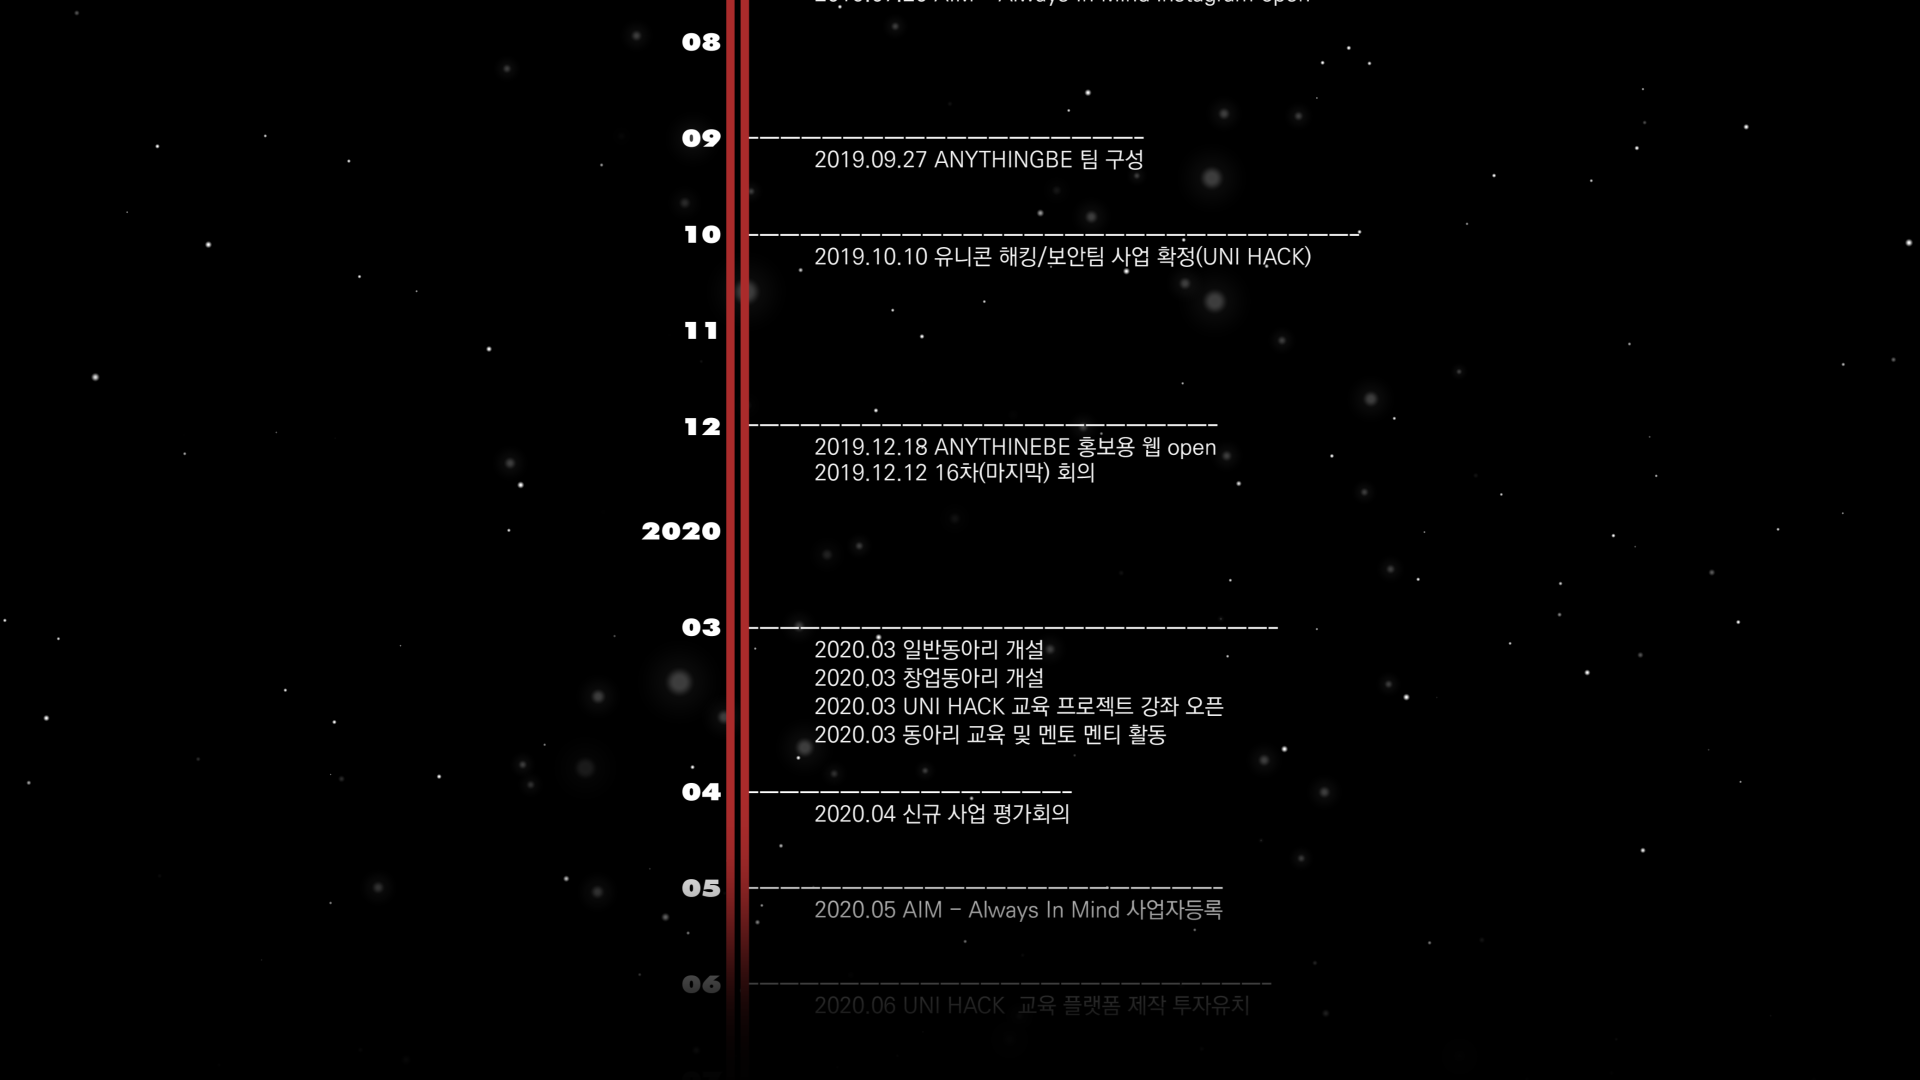 Always In Mind Instagram open
08
09
2019.09.27 ANYTHINGBE 팀 구성
10
2019.10.10 유니콘 해킹/보안팀 사업 확정(UNI HACK)
11
12
2019.12.18 ANYTHINEBE 홍보용 웹 open
2019.12.12 16차(마지막) 회의
2020
03
2020.03 일반동아리 개설
2020.03 창업동아리 개설
2020.03 UNI HACK 교육 프로젝트 강좌 오픈
2020.03 동아리 교육 및 멘토 멘티 활동
04
2020.04 신규 사업 평가회의
05
2020.05 AIM - Always In Mind 사업자등록
06
2020.06 UNI HACK 교육 플랫폼 제작 투자유치